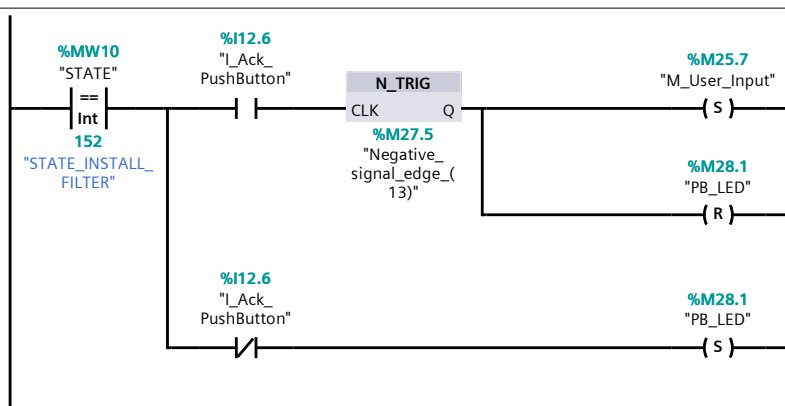 %MW10
"STATE"
==
Int
152
"STATE_INSTALL_
FILTER"
%I12.6
"I_Ack_
PushButton"
N_TRIG
CLK Q
%M27.5
"Negative_
signal_edge_(
13)"
%M25.7
"M_User_Input"
S
%M28.1
"PB_LED"
R
%I12.6
"I_Ack_
PushButton"
%M28.1
"PB_LED"
S